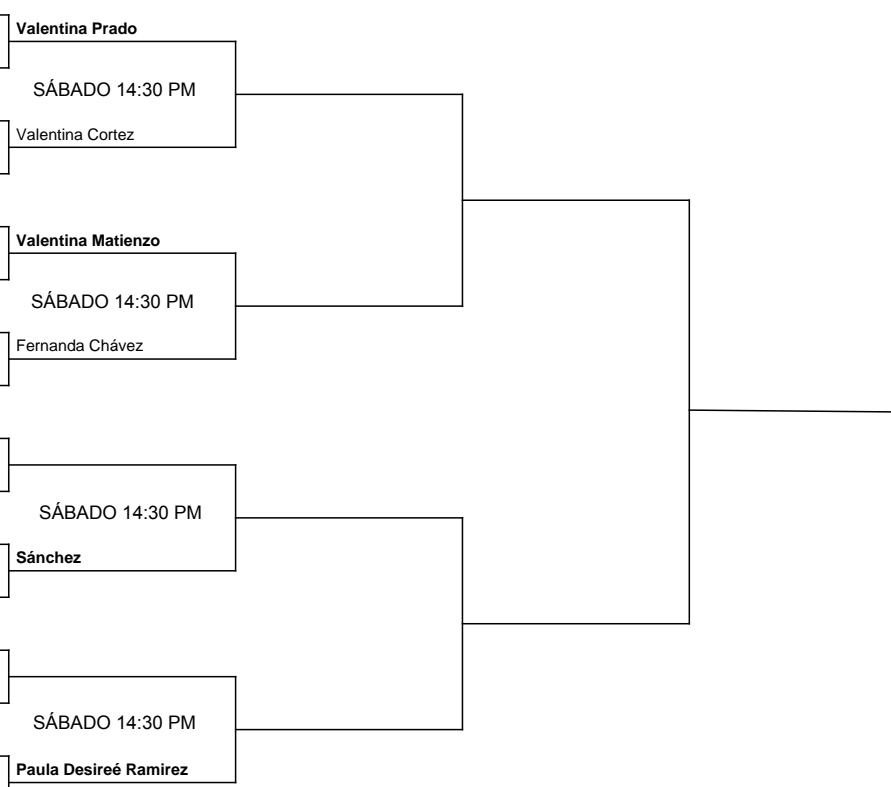 Valentina Prado
SÁBADO 14:30 PM
Valentina Cortez
Valentina Matienzo
SÁBADO 14:30 PM
Fernanda Chávez
SÁBADO 14:30 PM
Sánchez
SÁBADO 14:30 PM
Paula Desireé Ramirez